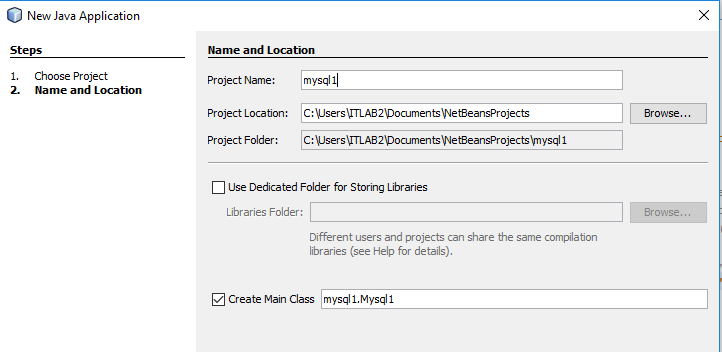 New Java Application
Steps
1. Choose Project
2. Name and Location
Name and Location
Project Name: mysql1
Project Location: C:\Users\ITLAB2\Documents\NetBeansProjects Browse...
Project Folder: C:\Users\ITLAB2\Documents\NetBeansProjects\mysql1
Use Dedicated Folder for Storing Libraries
Libraries Folder: Browse...
Different users and projects can share the same compilation
libraries (see Help for details).
Create Main Class mysql1.Mysql1